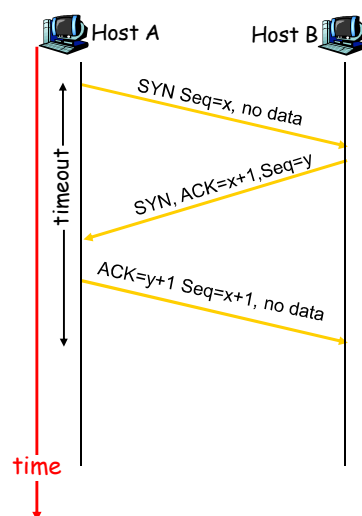 Host A
Host B
SYN Seq=x, no data
SYN, ACK=x+1,Seq=y
timeout
ACK=y+1 Seq=x+1, no data
time